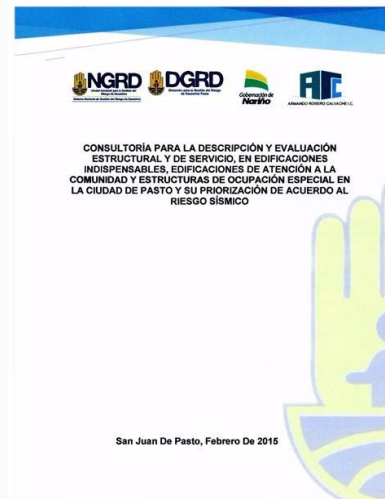 NGRD
DGRD
Gobernación de
Nariño
ATC
ARMANDO ROSERO CALVACHE I.C.
CONSULTORÍA PARA LA DESCRIPCIÓN Y EVALUACIÓN
ESTRUCTURAL Y DE SERVICIO, EN EDIFICACIONES
INDISPENSABLES, EDIFICACIONES DE ATENCIÓN A LA
COMUNIDAD Y ESTRUCTURAS DE OCUPACIÓN ESPECIAL EN
LA CIUDAD DE PASTO Y SU PRIORIZACIÓN DE ACUERDO AL
RIESGO SÍSMICO
San Juan De Pasto, Febrero De 2015